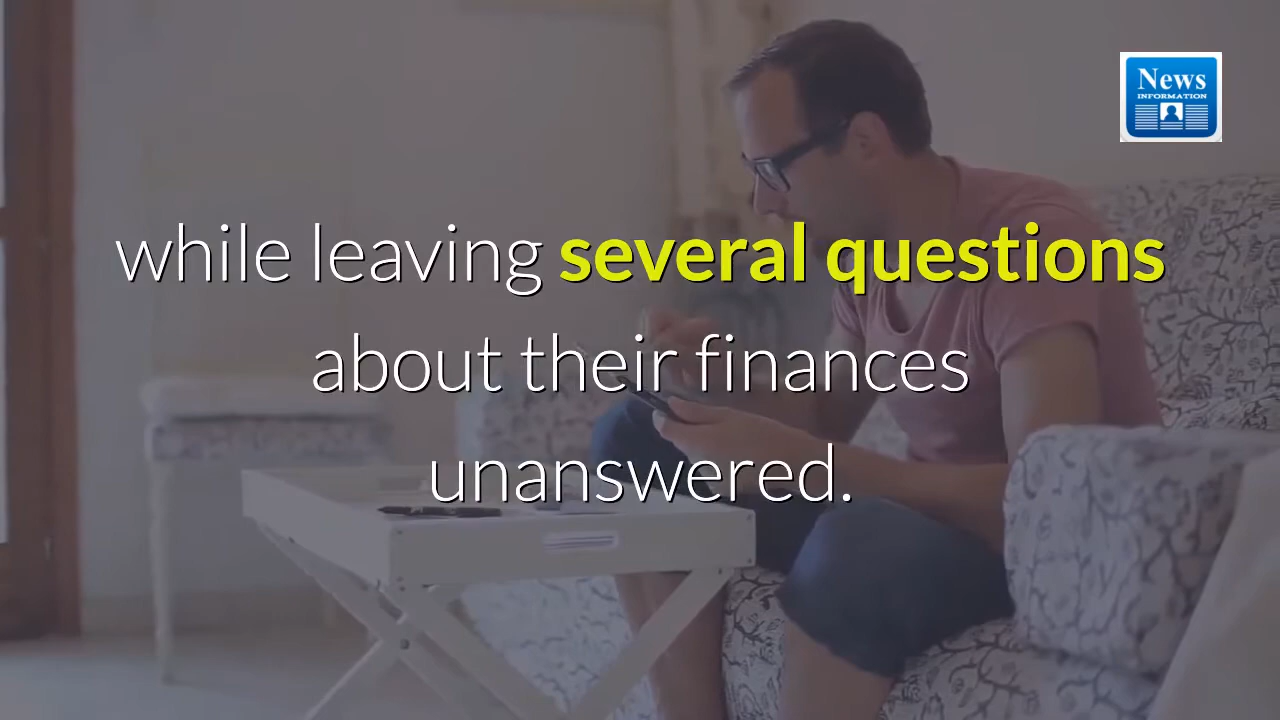 News
INFORMATION
while leaving several questions
about their finances
unanswered.